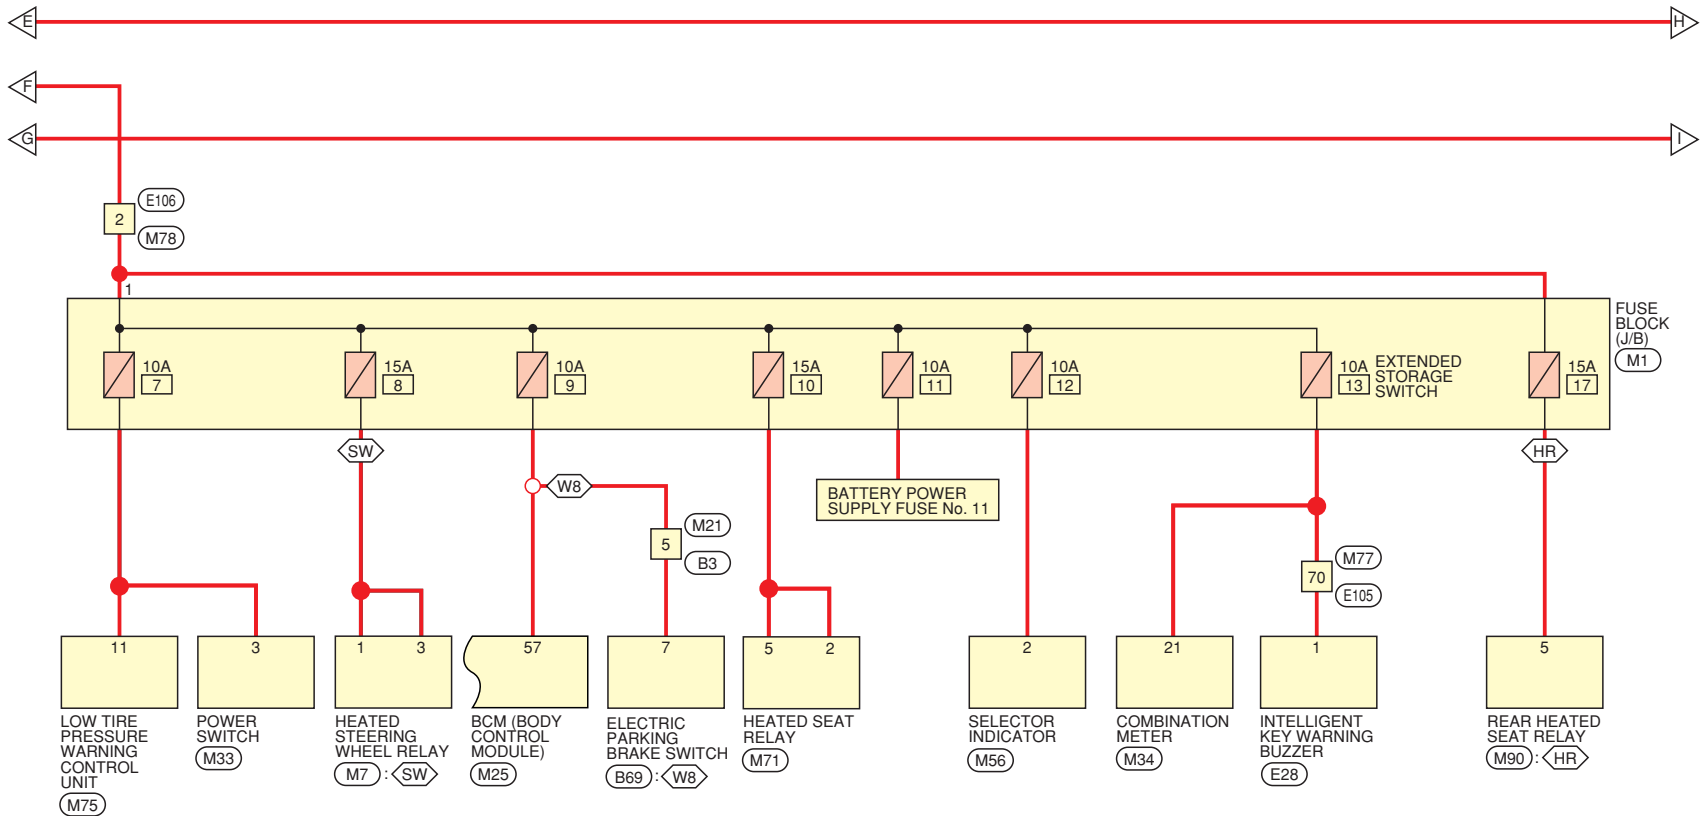 E
H
F
G
I
E106
2
M78
1
FUSE
BLOCK
(J/B)
M1
10A
7
15A
8
10A
9
15A
10
10A
11
10A
12
10A
13
EXTENDED
STORAGE
SWITCH
15A
17
SW
HR
W8
BATTERY POWER
SUPPLY FUSE No. 11
M21
5
B3
M77
70
E105
11
3
1 3
57
7
5 2
2
21
1
5
LOW TIRE
PRESSURE
WARNING
CONTROL
UNIT
M75
POWER
SWITCH
M33
HEATED
STEERING
WHEEL RELAY
M7 : SW
BCM (BODY
CONTROL
MODULE)
M25
ELECTRIC
PARKING
BRAKE SWITCH
B69 : W8
HEATED SEAT
RELAY
M71
SELECTOR
INDICATOR
M56
COMBINATION
METER
M34
INTELLIGENT
KEY WARNING
BUZZER
E28
REAR HEATED
SEAT RELAY
M90 : HR